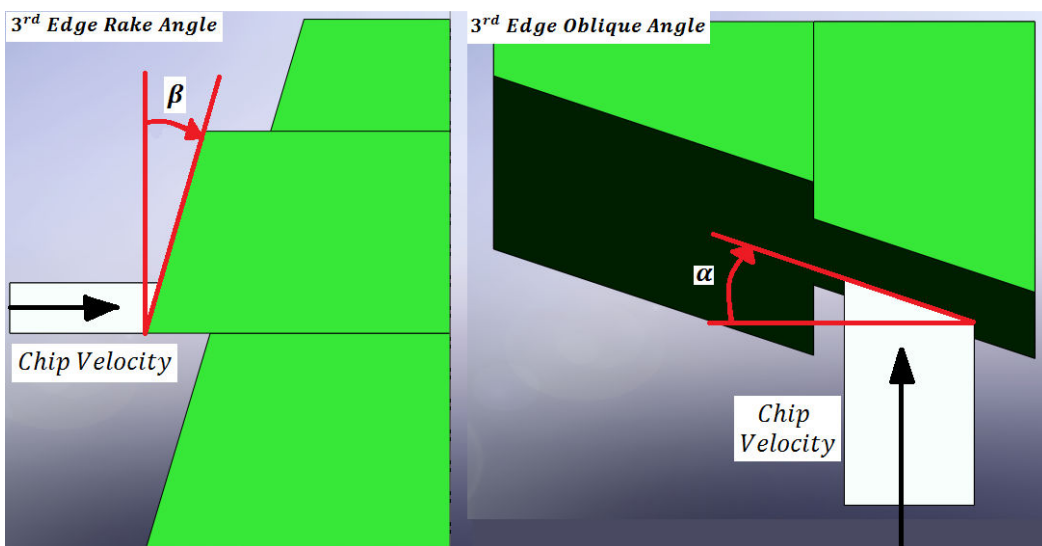 3rd Edge Rake Angle
β
Chip Velocity
3rd Edge Oblique Angle
α
Chip
Velocity